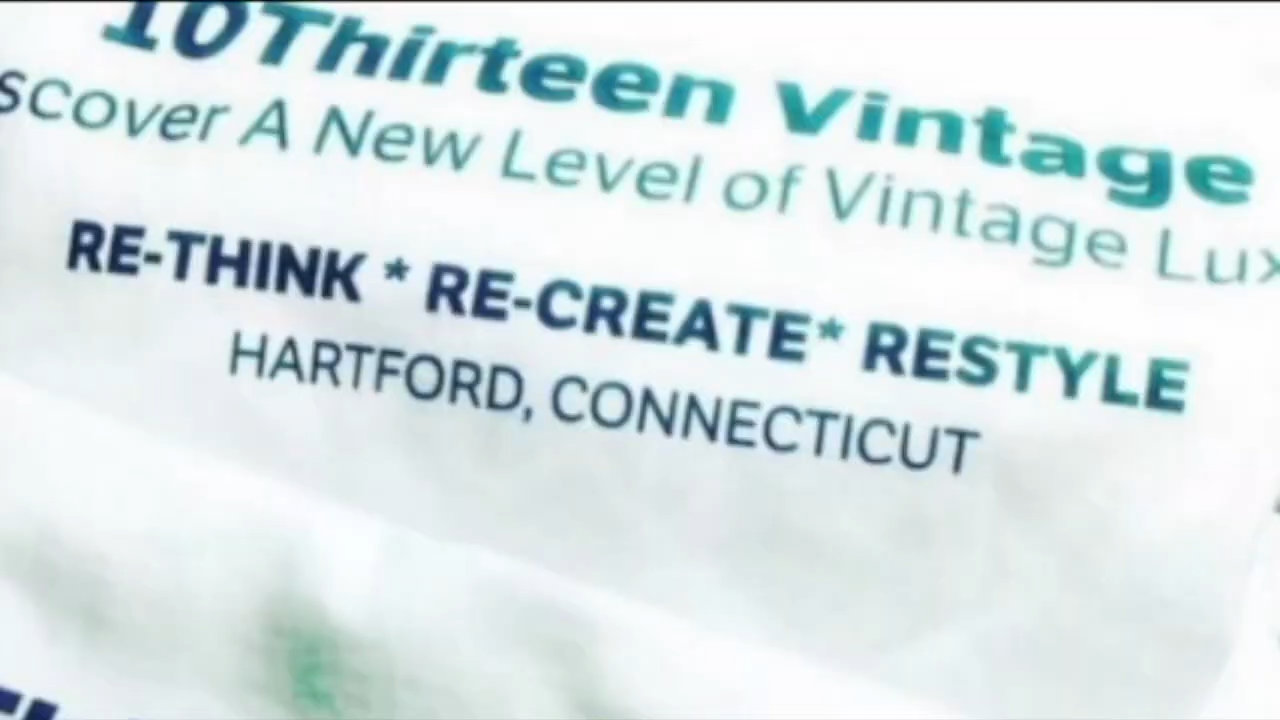 10Thirteen Vintage
scover A New Level of Vintage Lux
RE-THINK * RE-CREATE* RESTYLE
HARTFORD, CONNECTICUT